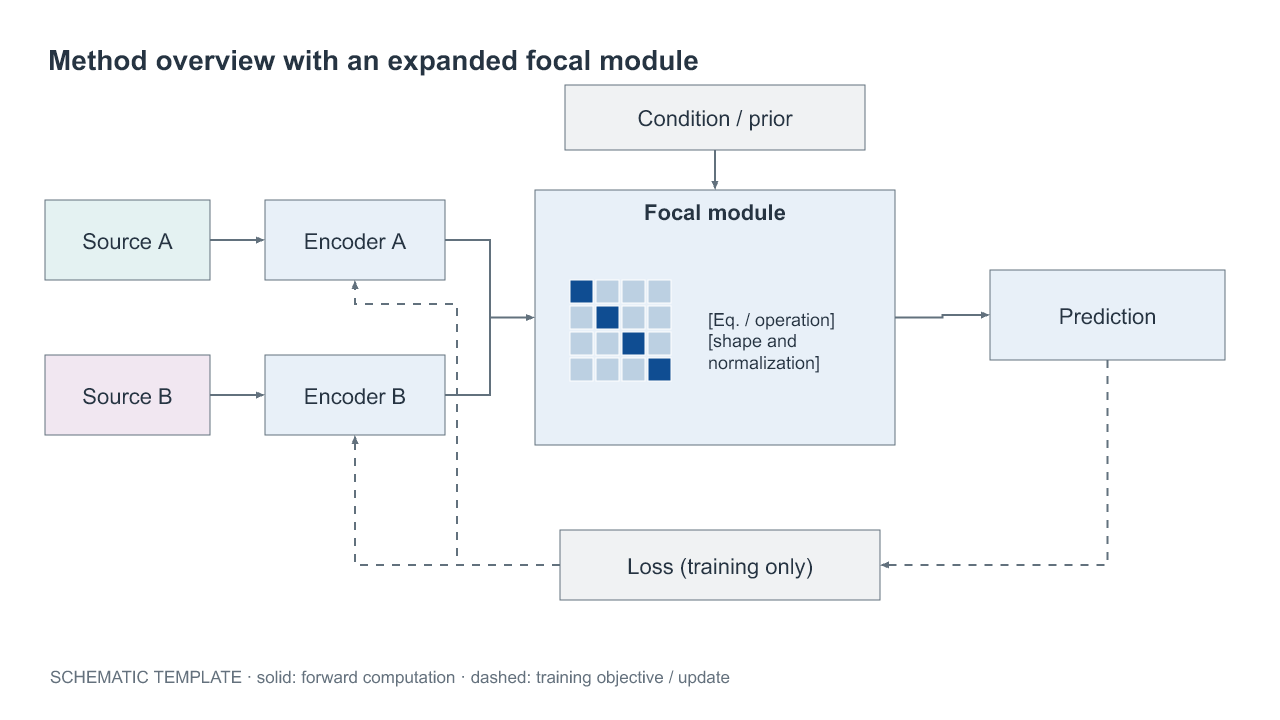 Method overview with an expanded focal module
Condition / prior
Focal module
Source A
Encoder A
[Eq. / operation]
[shape and
normalization]
Prediction
Source B
Encoder B
Loss (training only)
SCHEMATIC TEMPLATE · solid: forward computation · dashed: training objective / update